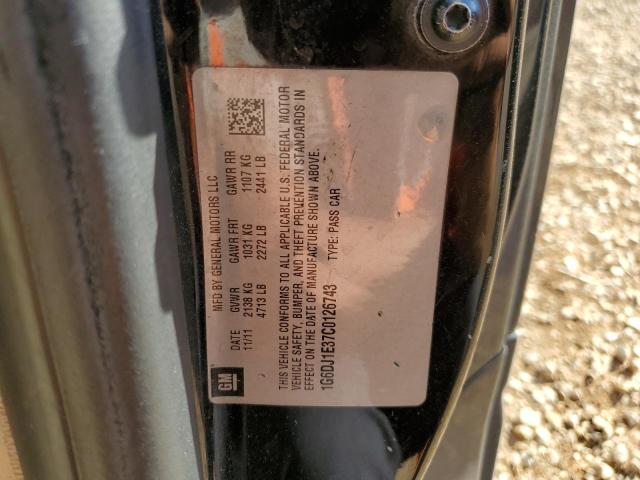 GM
MFD BY GENERAL MOTORS LLC
DATE GVWR GAWR FRT GAWR RR
11/11 2138 KG 1031 KG 1107 KG
4713 LB 2272 LB 2441 LB
THIS VEHICLE CONFORMS TO ALL APPLICABLE U.S. FEDERAL MOTOR
VEHICLE SAFETY, BUMPER, AND THEFT PREVENTION STANDARDS IN
EFFECT ON THE DATE OF MANUFACTURE SHOWN ABOVE.
1G6DJ1E37C0126743 TYPE: PASS CAR